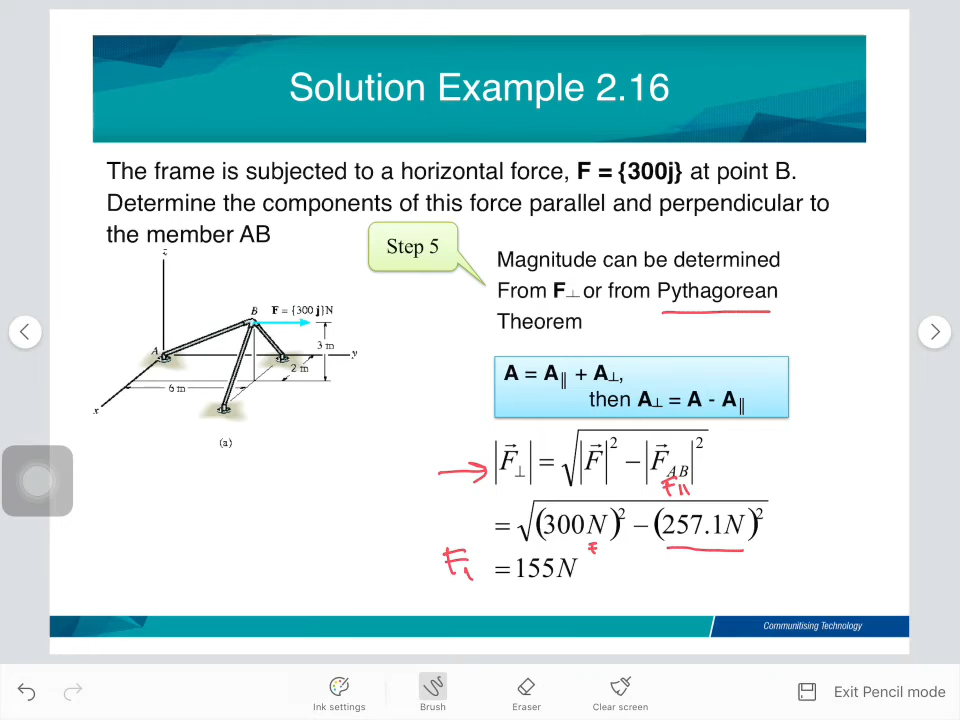 Solution Example 2.16
The frame is subjected to a horizontal force, F = {300j} at point B.
Determine the components of this force parallel and perpendicular to
the member AB
Step 5
Magnitude can be determined
From F⊥ or from Pythagorean
Theorem
z
B F = {300 j}N
A
3 m
y
2 m
6 m
x
(a)
A = A∥ + A⊥,
then A⊥ = A - A∥
|F⃗⊥| = √|F⃗|² − |F⃗AB|²
F∥
= √(300N)² − (257.1N)²
F
F⊥ = 155N
Communitising Technology
Ink settings
Brush
Eraser
Clear screen
Exit Pencil mode